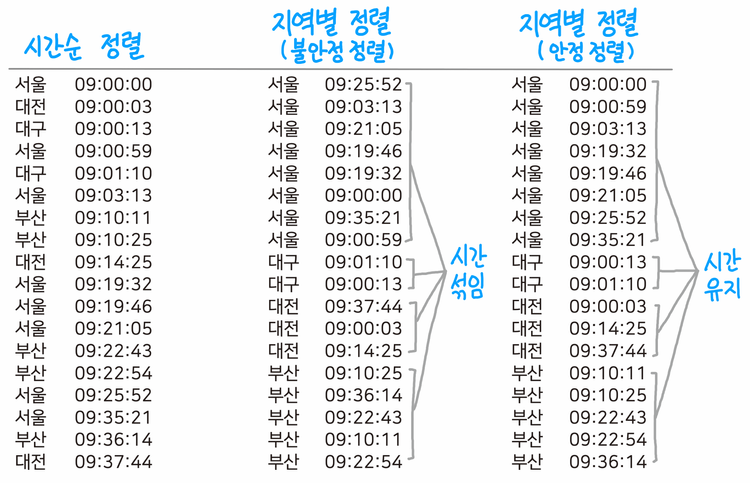 시간순 정렬
지역별 정렬
(불안정 정렬)
지역별 정렬
(안정 정렬)
서울 09:00:00 서울 09:25:52 서울 09:00:00
대전 09:00:03 서울 09:03:13 서울 09:00:59
대구 09:00:13 서울 09:21:05 서울 09:03:13
서울 09:00:59 서울 09:19:46 서울 09:19:32
대구 09:01:10 서울 09:19:32 서울 09:19:46
서울 09:03:13 서울 09:00:00 서울 09:21:05
부산 09:10:11 서울 09:35:21 서울 09:25:52
부산 09:10:25 서울 09:00:59 서울 09:35:21
대전 09:14:25 대구 09:01:10 대구 09:00:13
서울 09:19:32 대구 09:00:13 대구 09:01:10
서울 09:19:46 대전 09:37:44 대전 09:00:03
서울 09:21:05 대전 09:00:03 대전 09:14:25
부산 09:22:43 대전 09:14:25 대전 09:37:44
부산 09:22:54 부산 09:10:25 부산 09:10:11
서울 09:25:52 부산 09:36:14 부산 09:10:25
서울 09:35:21 부산 09:22:43 부산 09:22:43
부산 09:36:14 부산 09:10:11 부산 09:22:54
대전 09:37:44 부산 09:22:54 부산 09:36:14
시간
섞임
시간
유지